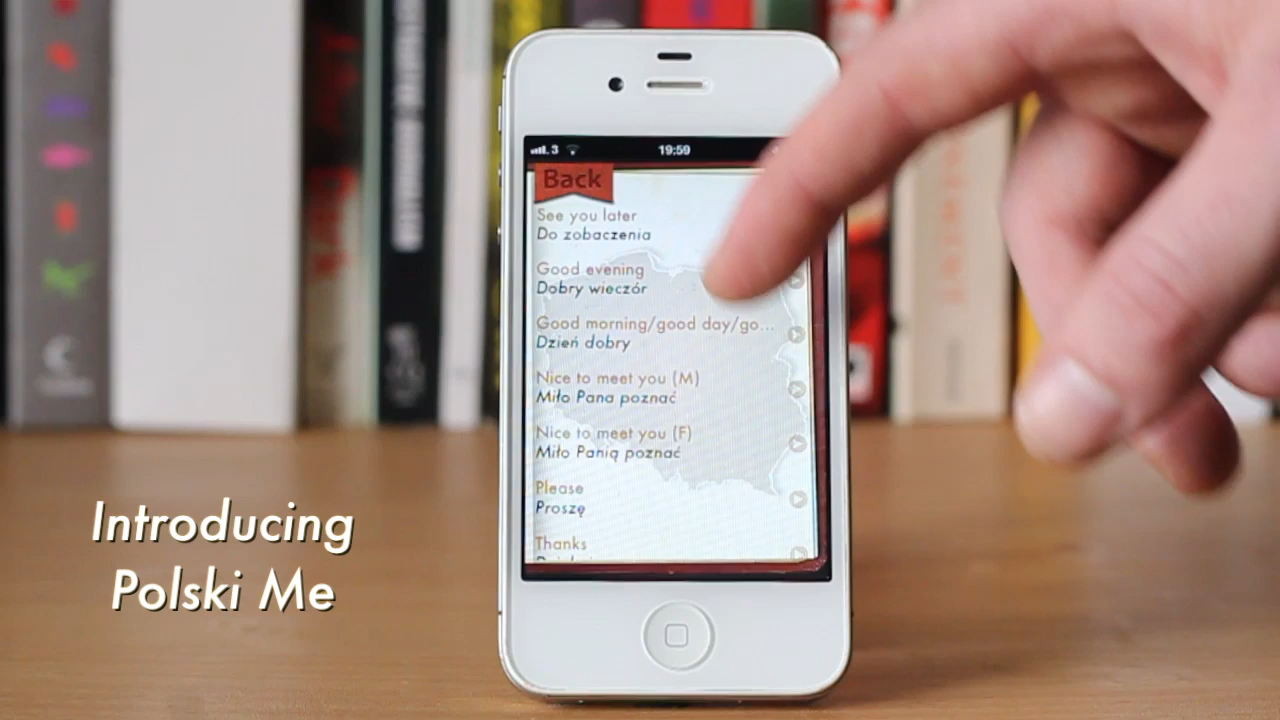 3 19:59
Back
See you later
Do zobaczenia
Good evening
Dobry wieczór
Good morning/good day/go...
Dzień dobry
Nice to meet you (M)
Miło Pana poznać
Nice to meet you (F)
Miło Panią poznać
Please
Proszę
Thanks
Introducing
Polski Me